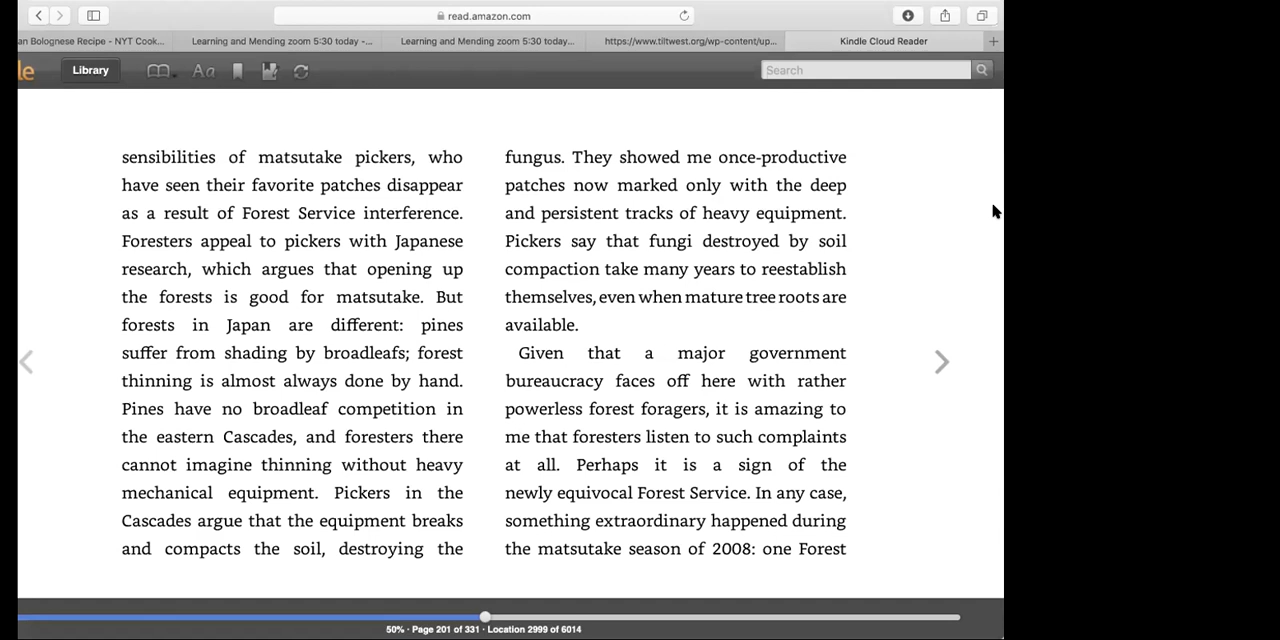 read.amazon.com
an Bolognese Recipe - NYT Cook...
Learning and Mending zoom 5:30 today -...
Learning and Mending zoom 5:30 today...
https://www.tiltwest.org/wp-content/up...
Kindle Cloud Reader
le
Library
Aa
Search
sensibilities of matsutake pickers, who
have seen their favorite patches disappear
as a result of Forest Service interference.
Foresters appeal to pickers with Japanese
research, which argues that opening up
the forests is good for matsutake. But
forests in Japan are different: pines
suffer from shading by broadleafs; forest
thinning is almost always done by hand.
Pines have no broadleaf competition in
the eastern Cascades, and foresters there
cannot imagine thinning without heavy
mechanical equipment. Pickers in the
Cascades argue that the equipment breaks
and compacts the soil, destroying the
fungus. They showed me once-productive
patches now marked only with the deep
and persistent tracks of heavy equipment.
Pickers say that fungi destroyed by soil
compaction take many years to reestablish
themselves, even when mature tree roots are
available.
Given that a major government
bureaucracy faces off here with rather
powerless forest foragers, it is amazing to
me that foresters listen to such complaints
at all. Perhaps it is a sign of the
newly equivocal Forest Service. In any case,
something extraordinary happened during
the matsutake season of 2008: one Forest
50% · Page 201 of 331 · Location 2999 of 6014